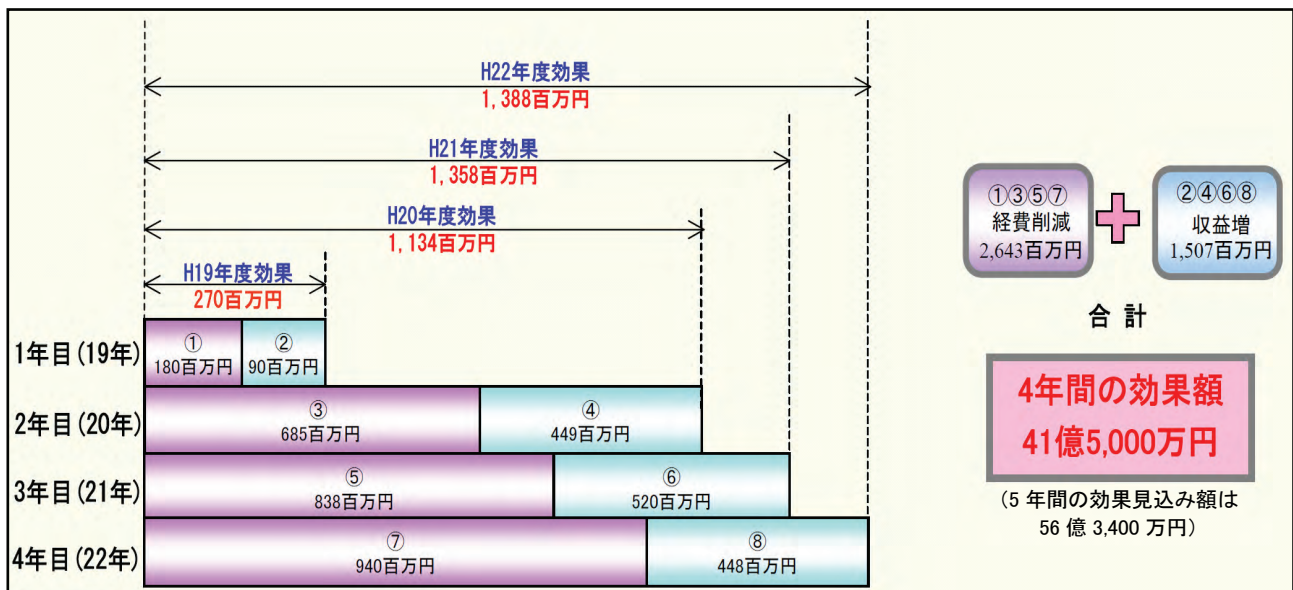 H22年度効果
1,388百万円
H21年度効果
1,358百万円
H20年度効果
1,134百万円
H19年度効果
270百万円
1年目(19年)
①
180百万円
②
90百万円
2年目(20年)
③
685百万円
④
449百万円
3年目(21年)
⑤
838百万円
⑥
520百万円
4年目(22年)
⑦
940百万円
⑧
448百万円
①③⑤⑦
経費削減
2,643百万円
②④⑥⑧
収益増
1,507百万円
合 計
4年間の効果額
41億5,000万円
(5 年間の効果見込み額は
56 億 3,400 万円)